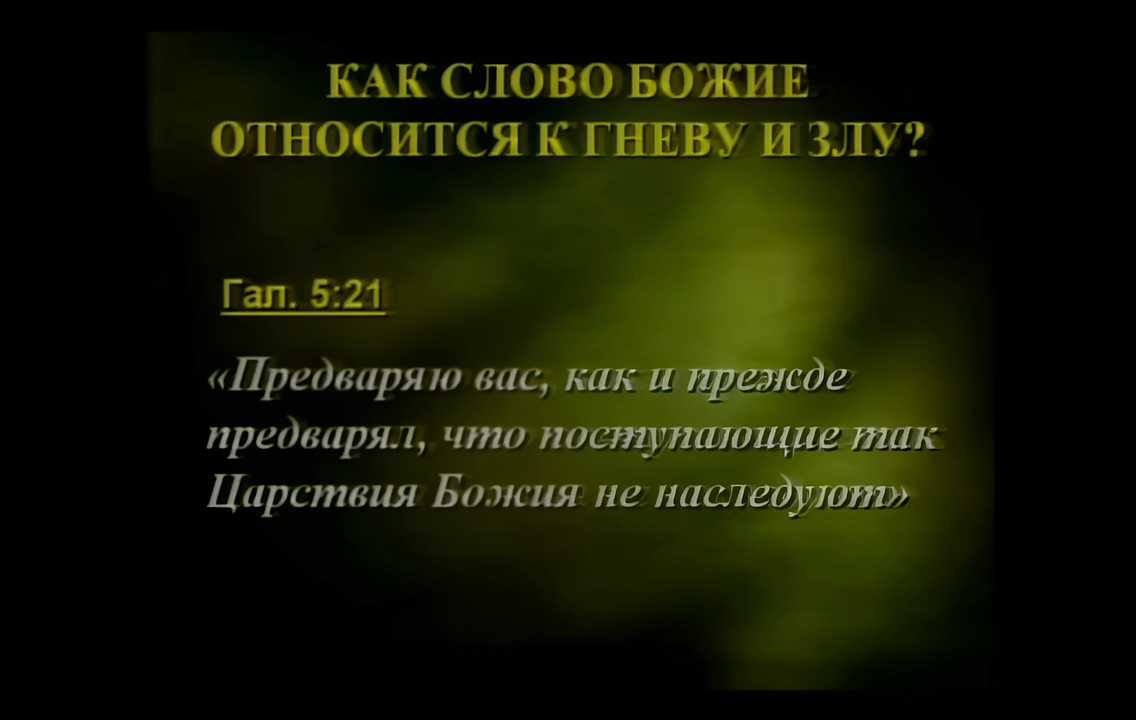 КАК СЛОВО БОЖИЕ
ОТНОСИТСЯ К ГНЕВУ И ЗЛУ?
Гал. 5:21
«Предваряю вас, как и прежде
предварял, что поступающие так
Царствия Божия не наследуют»